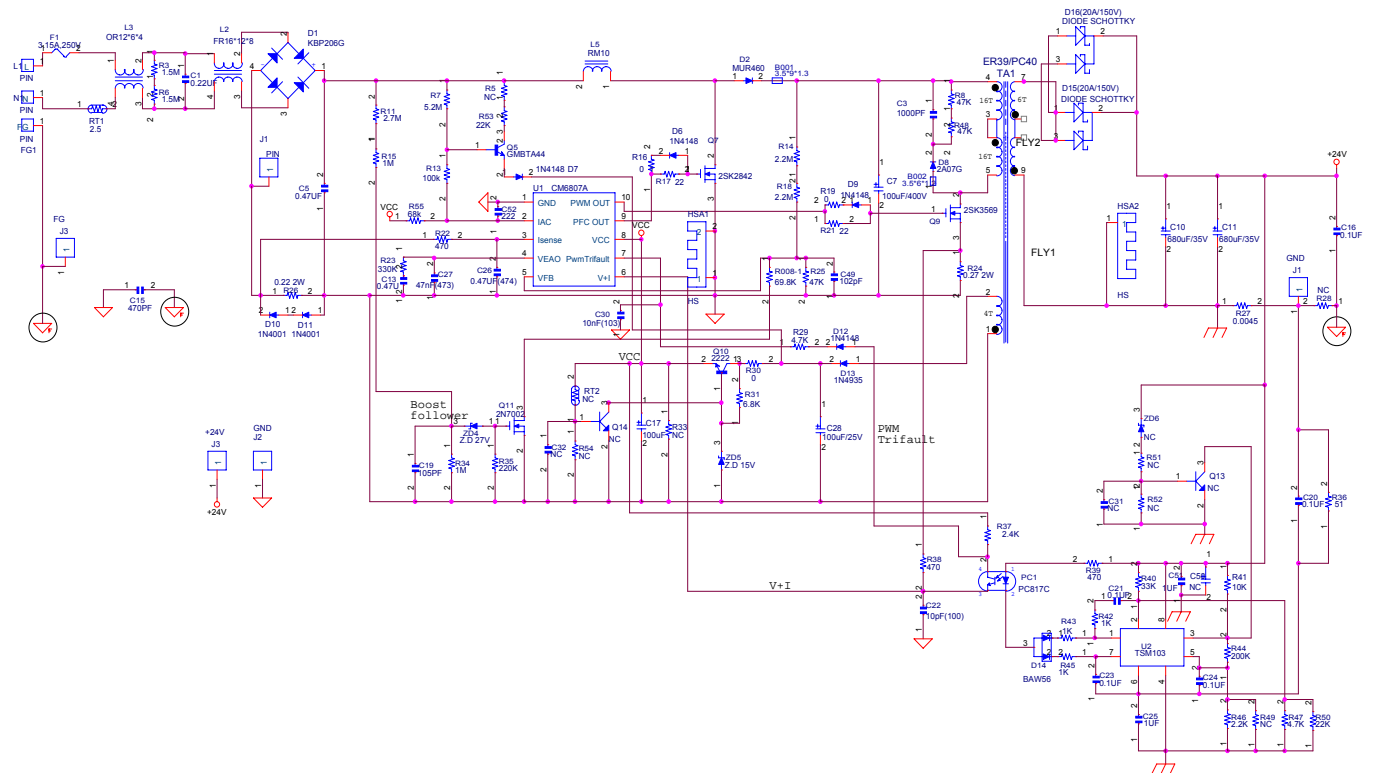 L3
OR12*6*4
F1
3.15A,250V
L2
FR16*12*8
D1
KBP206G
L1
PIN
N1
PIN
FG
PIN
FG1
R3
1.5M
R6
1.5M
C1
0.22UF
RT1
2.5
J1
PIN
C5
0.47UF
FG
J3
C15
470PF
R11
2.7M
R15
1M
R7
5.2M
R13
100k
R5
NC
R53
22K
Q5
GMBTA44
1N4148 D7
L5
RM10
D2
MUR460
B001
3.5*9*1.3
D6
1N4148
R16
0
R17 22
Q7
2SK2842
HSA1
HS
U1 CM6807A
GND
IAC
Isense
VEAO
VFB
PWM OUT
PFC OUT
VCC
PwmTrifault
V+I
VCC
R55
68k
C52
222
R22
470
R23
330K
C13
0.47U
C27
47nF(473)
C26
0.47UF(474)
0.22 2W
R26
D10
1N4001
D11
1N4001
VCC
C30
10nF(103)
R14
2.2M
R18
2.2M
R008-1
69.8K
R25
47K
C49
102pF
R19
0
D9
1N4148
R21 22
C7
100uF/400V
C3
1000PF
R8
47K
R48
47K
D8
2A07G
B002
3.5*6*1
Q9
2SK3569
R24
0.27 2W
ER39/PC40
TA1
16T
16T
6T
4T
FLY2
FLY1
D16(20A/150V)
DIODE SCHOTTKY
D15(20A/150V)
DIODE SCHOTTKY
HSA2
HS
C10
680uF/35V
C11
680uF/35V
+24V
C16
0.1UF
GND
J1
NC
R28
R27
0.0045
R29
4.7K
D12
1N4148
D13
1N4935
VCC
Q10
2222
R30
0
R31
6.8K
ZD5
Z.D 15V
RT2
NC
Q14
NC
C17
100uF
R33
NC
C28
100uF/25V
PWM
Trifault
Boost
follower
Q11
2N7002
ZD4
Z.D 27V
C19
105PF
R34
1M
R35
220K
C32
NC
R54
NC
+24V
J3
+24V
GND
J2
V+I
R37
2.4K
R38
470
C22
10pF(100)
PC1
PC817C
R39
470
ZD6
NC
R51
NC
R52
NC
C31
NC
Q13
NC
C20
0.1UF
R36
51
C21
0.1UF
R40
33K
C51
1UF
NC
R41
10K
R42
1K
R43
1K
R45
1K
D14
BAW56
U2
TSM103
R44
200K
C23
0.1UF
C24
0.1UF
C25
1UF
R46
2.2K
R49
NC
R47
4.7K
R50
22K